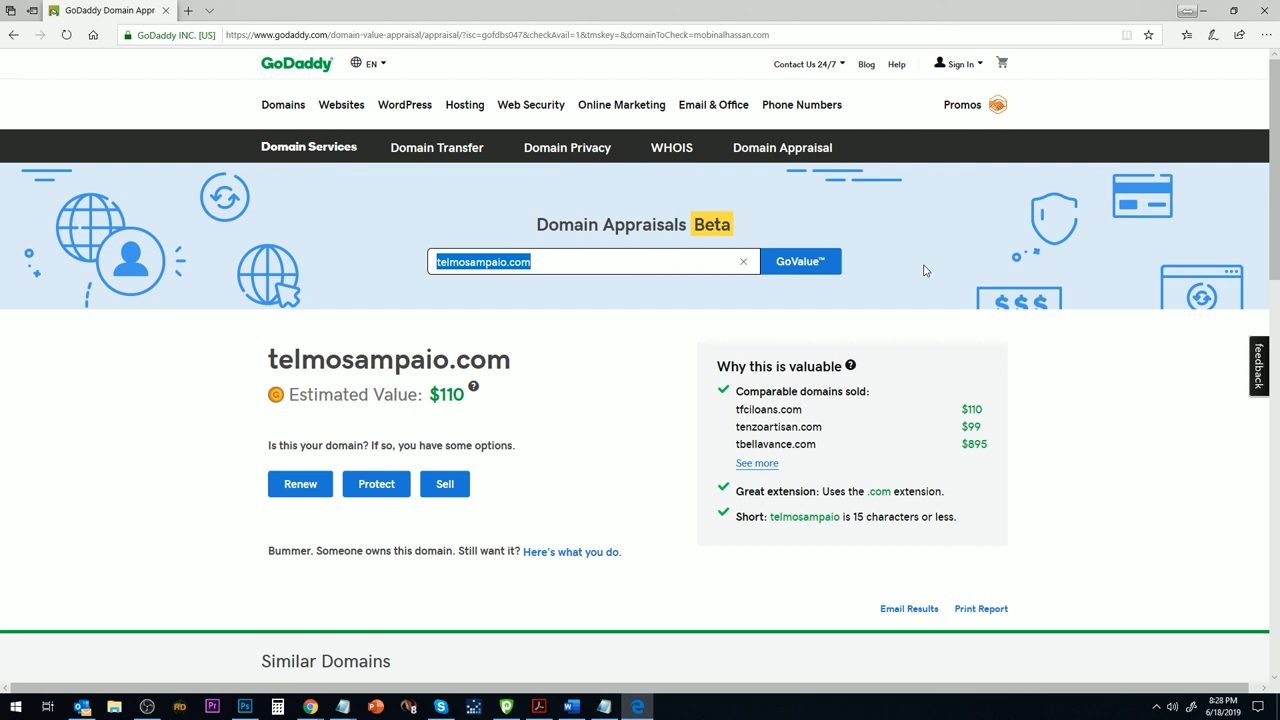 GoDaddy Domain Appr
GoDaddy INC. [US] https://www.godaddy.com/domain-value-appraisal/appraisal/?isc=gofdbs047&checkAvail=1&tmskey=&domainToCheck=mobinalhassan.com
GoDaddy EN Contact Us 24/7 Blog Help Sign In
Domains Websites WordPress Hosting Web Security Online Marketing Email & Office Phone Numbers Promos
Domain Services Domain Transfer Domain Privacy WHOIS Domain Appraisal
Domain Appraisals Beta
telmosampaio.com GoValue™
$$$
feedback
telmosampaio.com
Estimated Value: $110
Is this your domain? If so, you have some options.
Renew Protect Sell
Bummer. Someone owns this domain. Still want it? Here's what you do.
Why this is valuable
Comparable domains sold:
tfciloans.com $110
tenzoartisan.com $99
tbellavance.com $895
See more
Great extension: Uses the .com extension.
Short: telmosampaio is 15 characters or less.
Email Results Print Report
Similar Domains
8:28 PM
6/18/2019